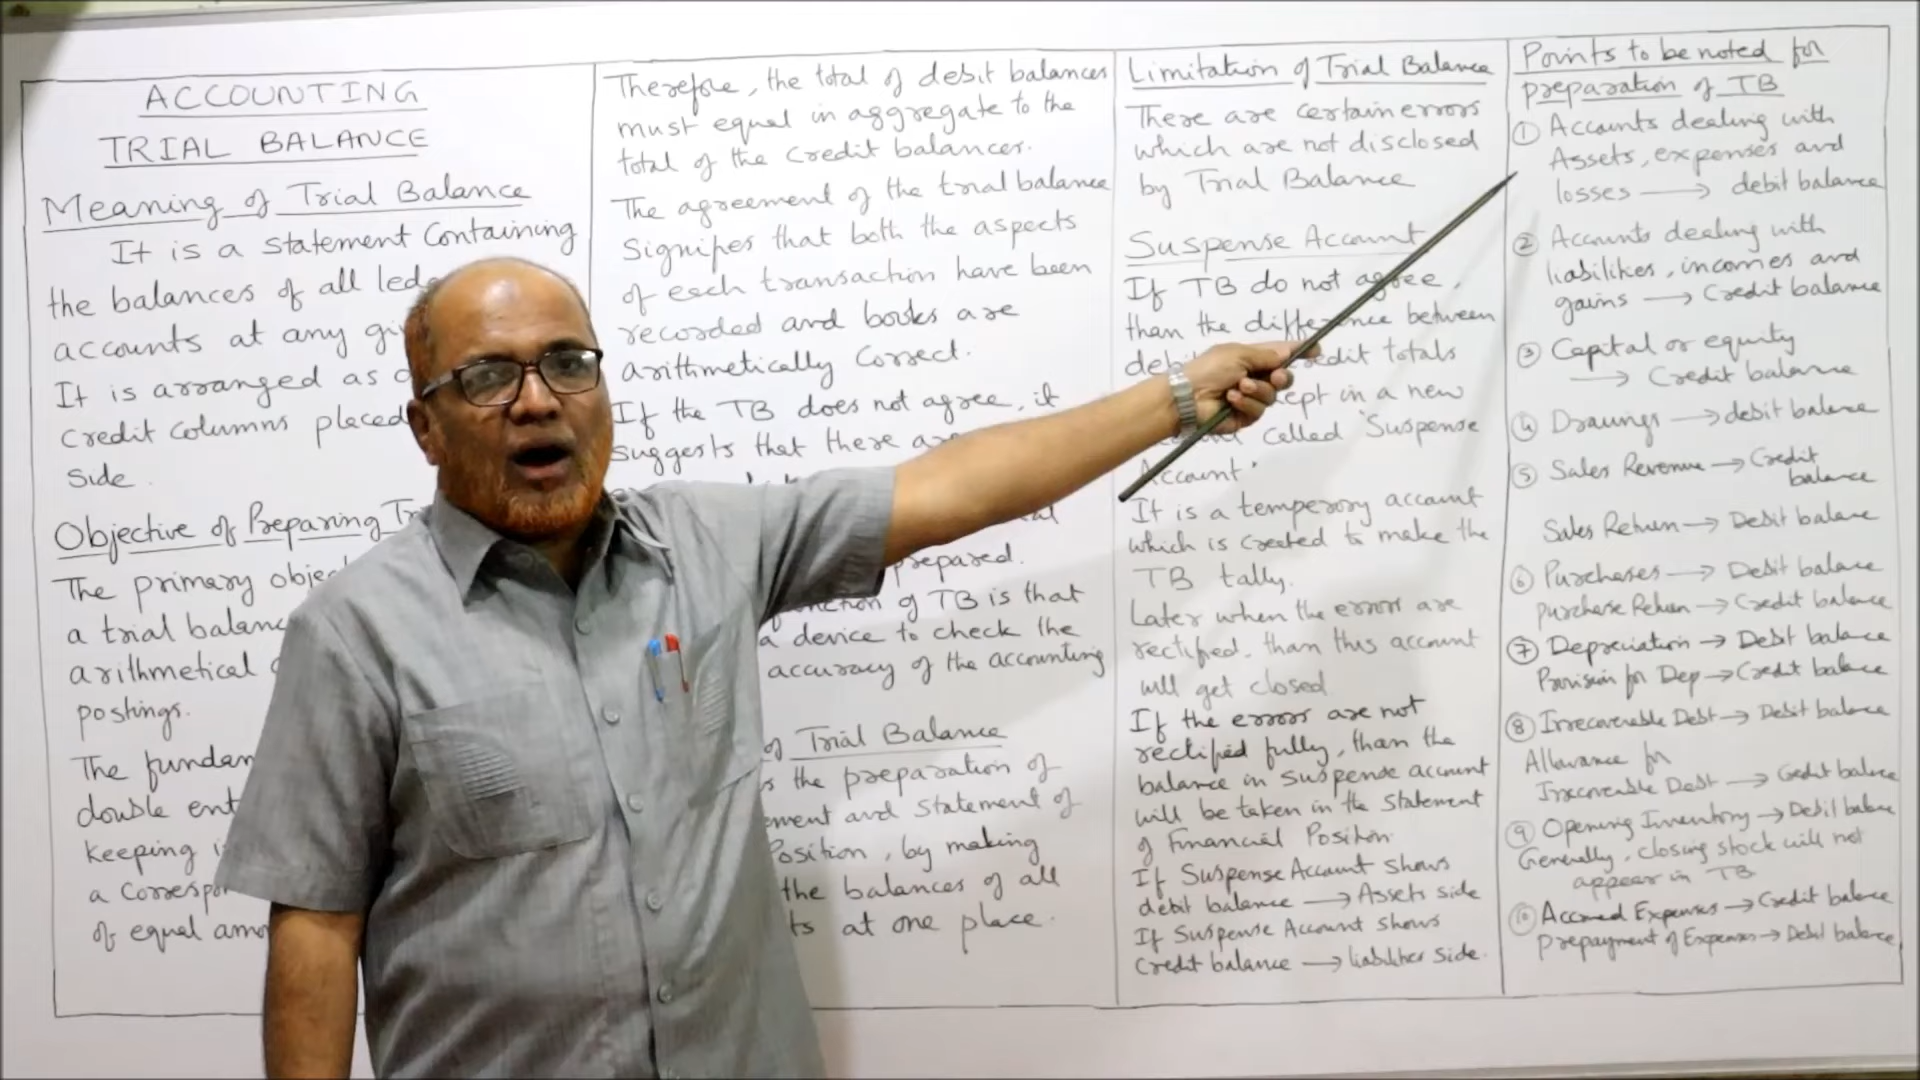 ACCOUNTING
TRIAL BALANCE
Meaning of Trial Balance
It is a statement containing
the balances of all
accounts at any
It is arranged as
credit columns placed
side.
Objective of Preparing
The primary
a trial
arithmetical
postings.
The
double
keeping
a
of equal
Therefore, the total of debit balances
must equal in aggregate to the
total of the credit balances.
The agreement of the trial balance
signifies that both the aspects
of each transaction have been
recorded and books are
arithmetically correct.
If the TB does not agree, it
suggests that there
prepared.
of TB is that
a device to check the
accuracy of the accounting
of Trial Balance
the preparation of
and statement of
Position, by making
the balances of all
at one place.
Limitation of Trial Balance
There are certain errors
which are not disclosed
by Trial Balance
Suspense Account
If TB do not agree,
than the difference between
totals
in a new
called 'Suspense
Account'
It is a temperory account
which is created to make the
TB tally.
Later when the errors are
rectified, than this account
will get closed
If the errors are not
rectified fully, than the
balance in suspense account
will be taken in the statement
of Financial Position.
If Suspense Account shows
debit balance → Assets side
If Suspense Account shows
Credit balance → liabilities side.
Points to be noted for
preparation of TB
① Accounts dealing with
Assets, expenses and
losses → debit balance
② Accounts dealing with
liabilities, incomes and
gains → Credit balance
③ Capital or equity
→ Credit balance
④ Drawings → debit balance
⑤ Sales Revenue → Credit
balance
Sales Return → Debit balance
⑥ Purchases → Debit balance
purchase Return → Credit balance
⑦ Depreciation → Debit balance
Provision for Dep → Credit balance
⑧ Irrecoverable Debt → Debit balance
Allowance for
Irrecoverable Debt → Credit balance
⑨ Opening Inventory → Debit balance
Generally, closing stock will not
appear in TB
⑩ Accrued Expenses → Credit balance
prepayment of Expenses → Debit balance